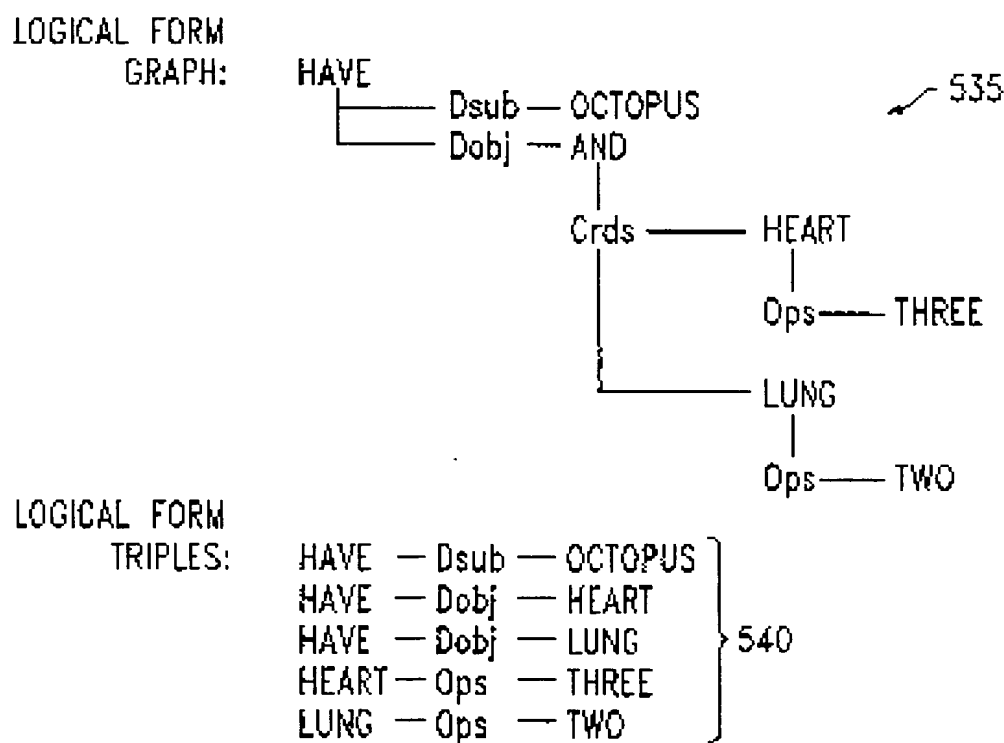 LOGICAL FORM
GRAPH: HAVE
535
Dsub — OCTOPUS
Dobj — AND
Crds — HEART
Ops — THREE
LUNG
Ops — TWO
LOGICAL FORM
TRIPLES: HAVE — Dsub — OCTOPUS
HAVE — Dobj — HEART
HAVE — Dobj — LUNG
540
HEART — Ops — THREE
LUNG — Ops — TWO